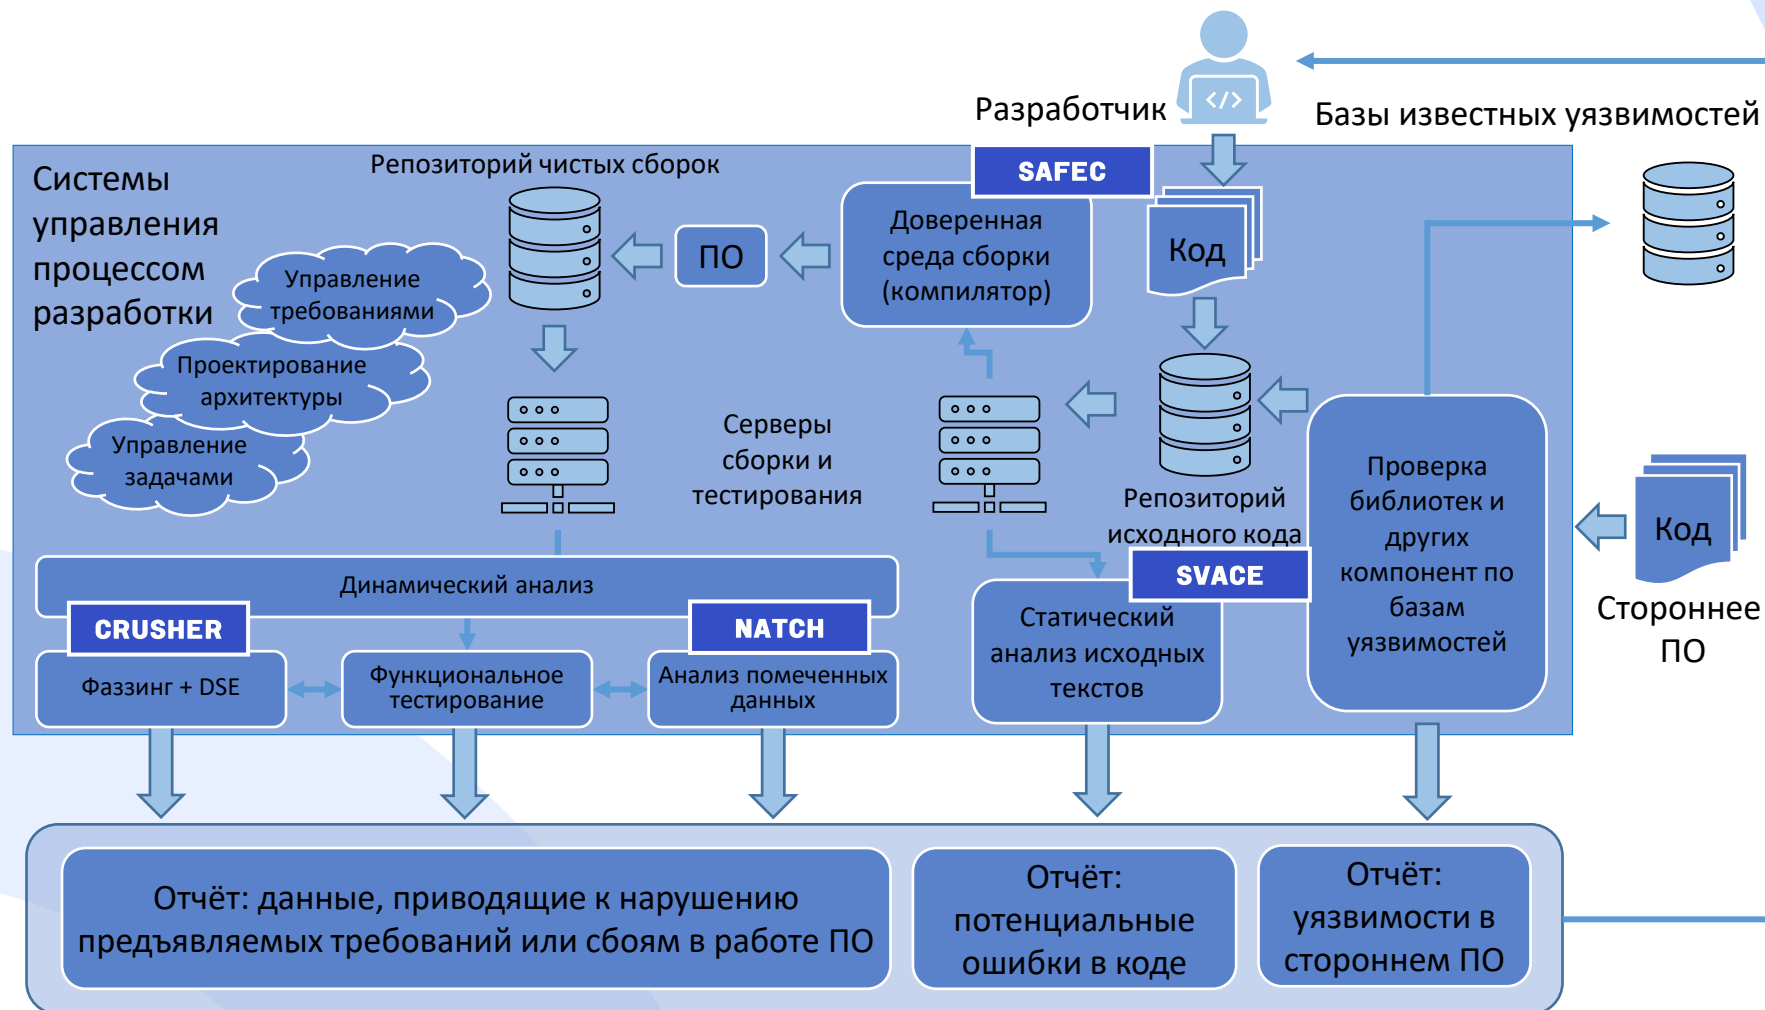 Разработчик
</>
Базы известных уязвимостей
Системы
управления
процессом
разработки
Репозиторий чистых сборок
SAFEC
Доверенная
среда сборки
(компилятор)
ПО
Код
Управление
требованиями
Проектирование
архитектуры
Управление
задачами
Серверы
сборки и
тестирования
Репозиторий
исходного кода
Проверка
библиотек и
других
компонент по
базам
уязвимостей
Код
Стороннее
ПО
Динамический анализ
CRUSHER
NATCH
SVACE
Фаззинг + DSE
Функциональное
тестирование
Анализ помеченных
данных
Статический
анализ исходных
текстов
Отчёт: данные, приводящие к нарушению
предъявляемых требований или сбоям в работе ПО
Отчёт:
потенциальные
ошибки в коде
Отчёт:
уязвимости в
стороннем ПО